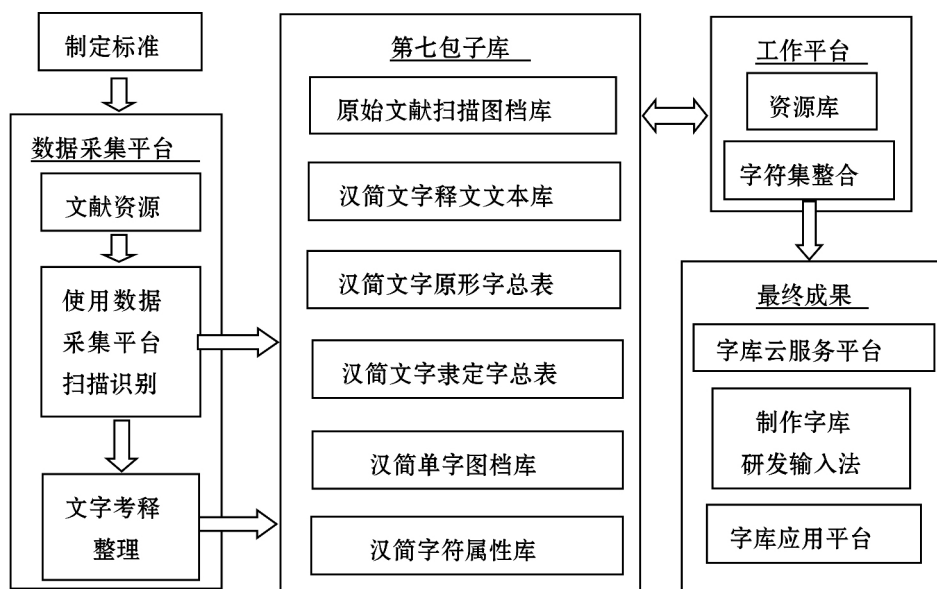 制定标准
数据采集平台
文献资源
使用数据
采集平台
扫描识别
文字考释
整理
第七包子库
原始文献扫描图档库
汉简文字释文文本库
汉简文字原形字总表
汉简文字隶定字总表
汉简单字图档库
汉简字符属性库
工作平台
资源库
字符集整合
最终成果
字库云服务平台
制作字库
研发输入法
字库应用平台